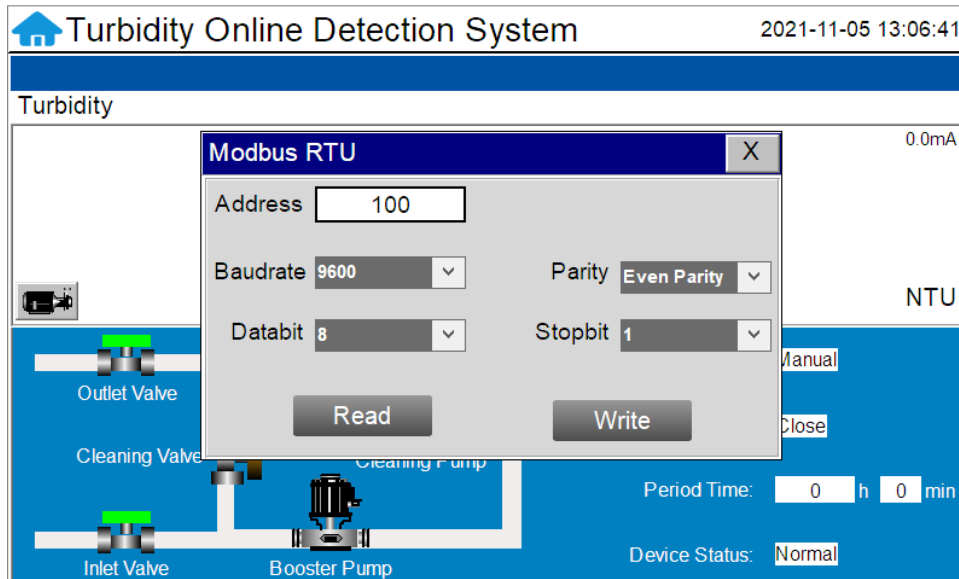 Turbidity Online Detection System 2021-11-05 13:06:41
Turbidity
0.0mA
Modbus RTU X
Address 100
Baudrate 9600 Parity Even Parity
NTU
Databit 8 Stopbit 1
Manual
Outlet Valve
Read Write
Close
Cleaning Valve Cleaning Pump
Period Time: 0 h 0 min
Device Status: Normal
Inlet Valve Booster Pump